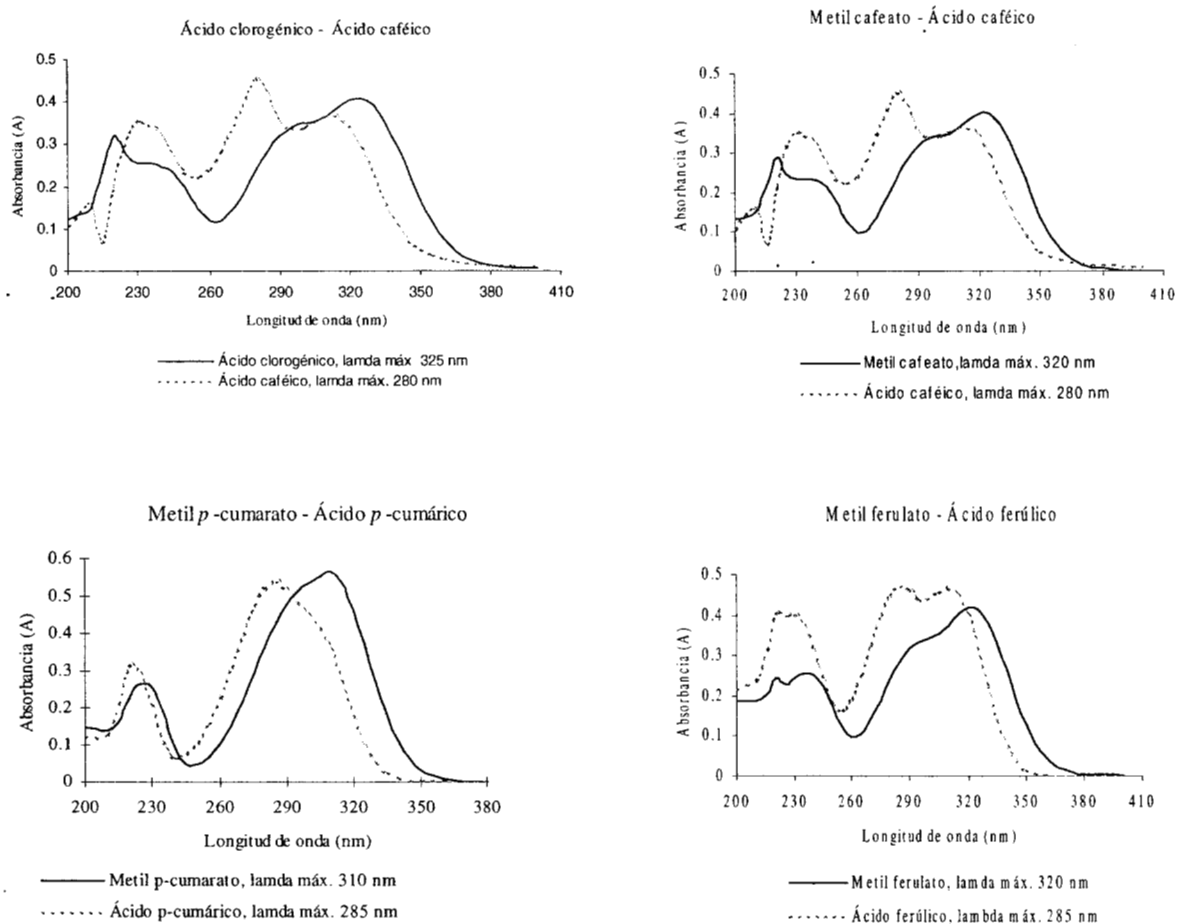 Ácido clorogénico - Ácido caféico
Absorbancia (A)
0.5
0.4
0.3
0.2
0.1
0
200 230 260 290 320 350 380 410
Longitud de onda (nm)
Ácido clorogénico, lamda máx 325 nm
Ácido caféico, lamda máx. 280 nm
Metil cafeato - Ácido caféico
Absorbancia (A)
0.5
0.4
0.3
0.2
0.1
0
200 230 260 290 320 350 380 410
Longitud de onda (nm)
Metil cafeato, lamda máx. 320 nm
Ácido caféico, lamda máx. 280 nm
Metil p-cumarato - Ácido p-cumárico
Absorbancia (A)
0.6
0.5
0.4
0.3
0.2
0.1
0
200 230 260 290 320 350 380
Longitud de onda (nm)
Metil p-cumarato, lamda máx. 310 nm
Ácido p-cumárico, lamda máx. 285 nm
Metil ferulato - Ácido ferúlico
Absorbancia (A)
0.5
0.4
0.3
0.2
0.1
0
200 230 260 290 320 350 380 410
Longitud de onda (nm)
Metil ferulato, lamda máx. 320 nm
Ácido ferúlico, lambda máx. 285 nm